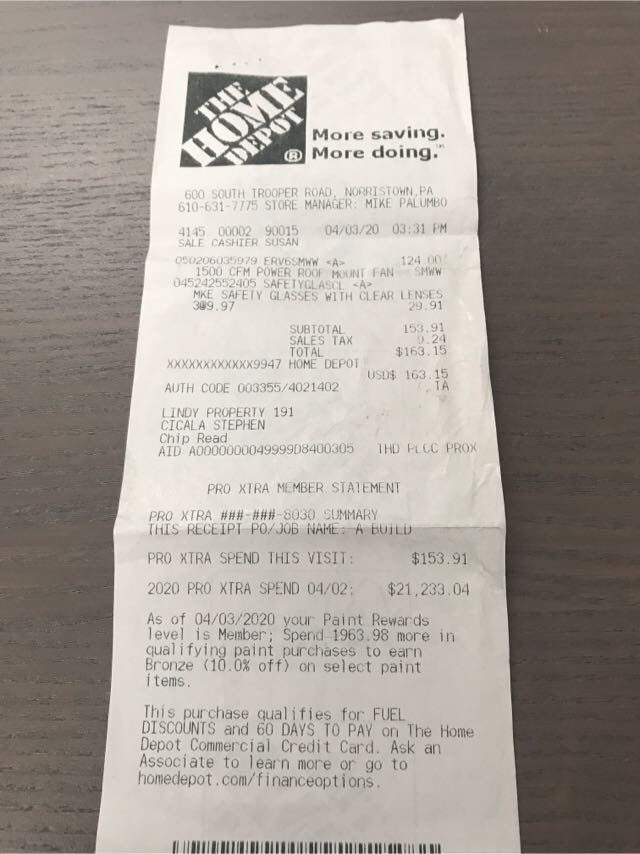 THE
HOME
DEPOT
®
More saving.
More doing.™
600 SOUTH TROOPER ROAD, NORRISTOWN,PA
610-631-7775 STORE MANAGER: MIKE PALUMBO
4145 00002 90015 04/03/20 03:31 PM
SALE CASHIER SUSAN
050206035979 ERV6SMWW <A> 124.00
1500 CFM POWER ROOF MOUNT FAN - SMWW
045242552405 SAFETYGLASCL <A>
MKE SAFETY GLASSES WITH CLEAR LENSES
3@9.97 29.91
SUBTOTAL 153.91
SALES TAX 9.24
TOTAL $163.15
XXXXXXXXXXXX9947 HOME DEPOT
USD$ 163.15
AUTH CODE 003355/4021402 TA
LINDY PROPERTY 191
CICALA STEPHEN
Chip Read
AID A0000000049999D8400305 THD PLCC PROX
PRO XTRA MEMBER STATEMENT
PRO XTRA ###-###-8030 SUMMARY
THIS RECEIPT PO/JOB NAME: A BUILD
PRO XTRA SPEND THIS VISIT: $153.91
2020 PRO XTRA SPEND 04/02: $21,233.04
As of 04/03/2020 your Paint Rewards
level is Member; Spend 1963.98 more in
qualifying paint purchases to earn
Bronze (10.0% off) on select paint
items.
This purchase qualifies for FUEL
DISCOUNTS and 60 DAYS TO PAY on The Home
Depot Commercial Credit Card. Ask an
Associate to learn more or go to
homedepot.com/financeoptions.